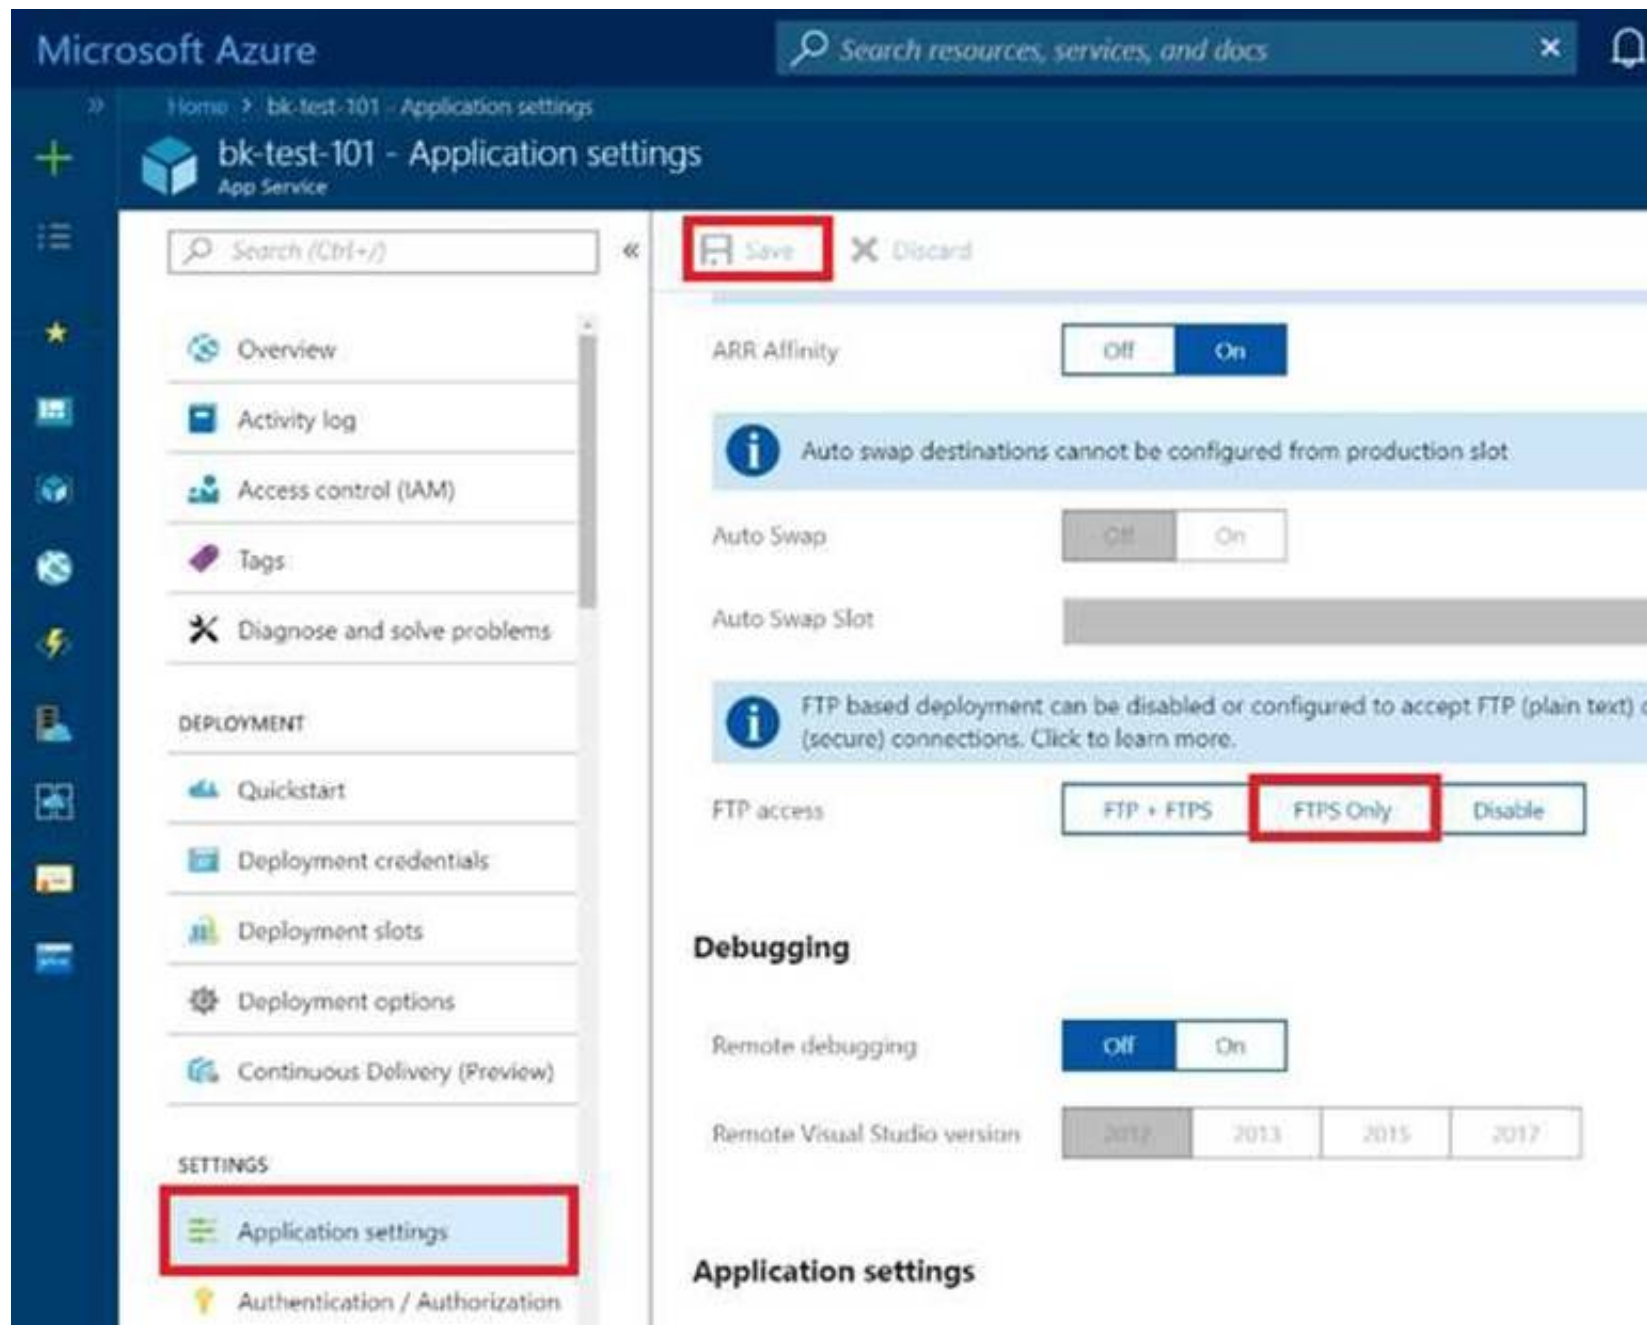 Microsoft Azure
Search resources, services, and docs
Home > bk-test-101 - Application settings
bk-test-101 - Application settings
App Service
Search (Ctrl+/)
Overview
Activity log
Access control (IAM)
Tags
Diagnose and solve problems
DEPLOYMENT
Quickstart
Deployment credentials
Deployment slots
Deployment options
Continuous Delivery (Preview)
SETTINGS
Application settings
Authentication / Authorization
Save Discard
ARR Affinity Off On
Auto swap destinations cannot be configured from production slot
Auto Swap Off On
Auto Swap Slot
FTP based deployment can be disabled or configured to accept FTP (plain text)
(secure) connections. Click to learn more.
FTP access FTP + FTPS FTPS Only Disable
Debugging
Remote debugging Off On
Remote Visual Studio version 2012 2013 2015 2017
Application settings